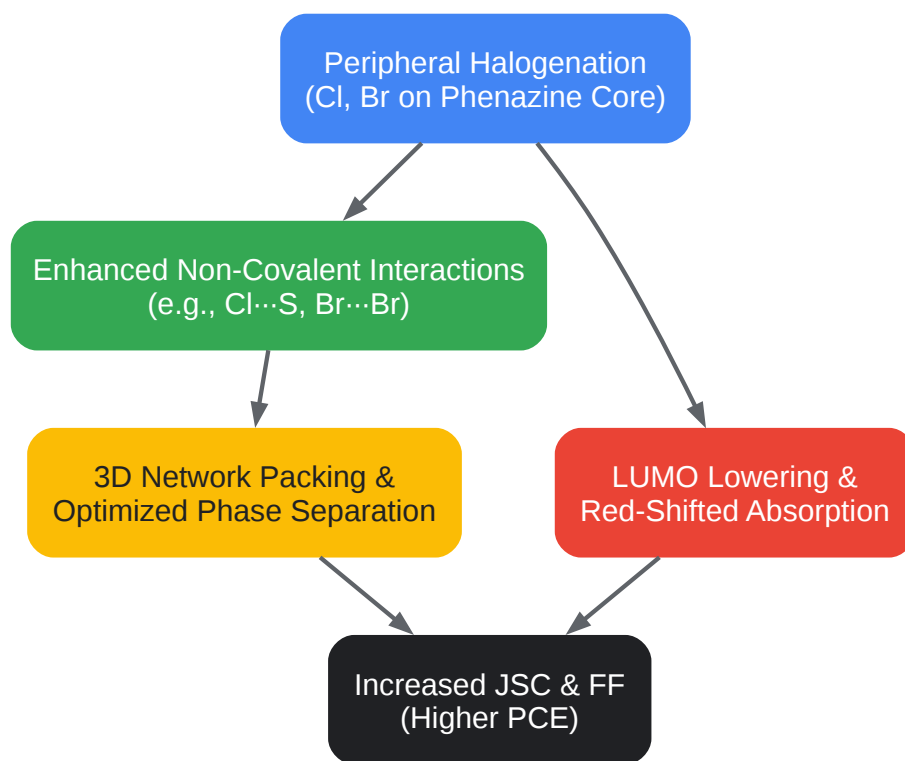 Peripheral Halogenation
(Cl, Br on Phenazine Core)
Enhanced Non-Covalent Interactions
(e.g., Cl···S, Br···Br)
3D Network Packing &
Optimized Phase Separation
LUMO Lowering &
Red-Shifted Absorption
Increased JSC & FF
(Higher PCE)